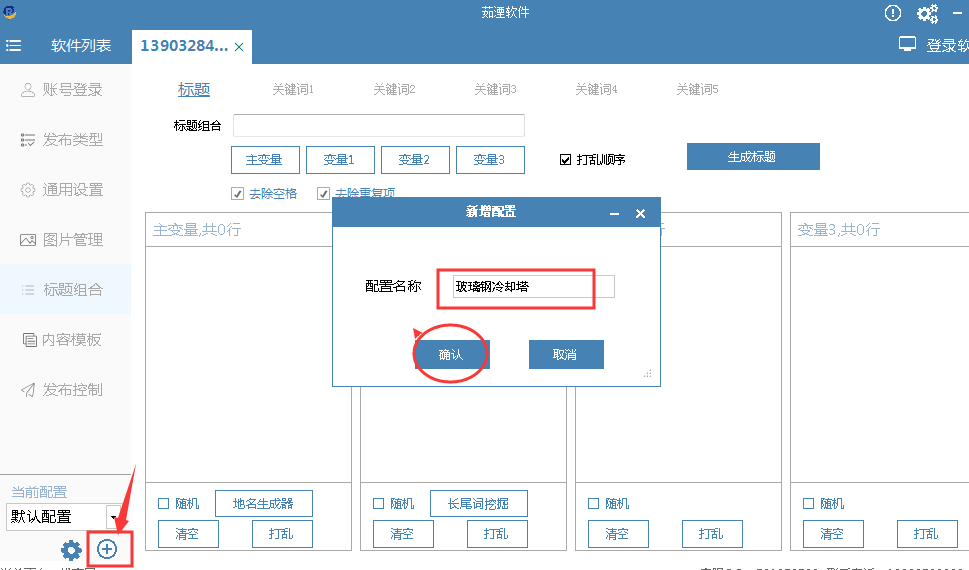 茹湮软件
软件列表
13903284...
登录软
账号登录
发布类型
通用设置
图片管理
标题组合
内容模板
发布控制
当前配置
默认配置
标题 关键词1 关键词2 关键词3 关键词4 关键词5
标题组合
主变量 变量1 变量2 变量3 打乱顺序 生成标题
去除空格 去除重复项
主变量,共0行
变量3,共0行
新增配置
配置名称 玻璃钢冷却塔
确认 取消
随机 地名生成器
清空 打乱
随机 长尾词挖掘
清空 打乱
随机
清空 打乱
随机
清空 打乱